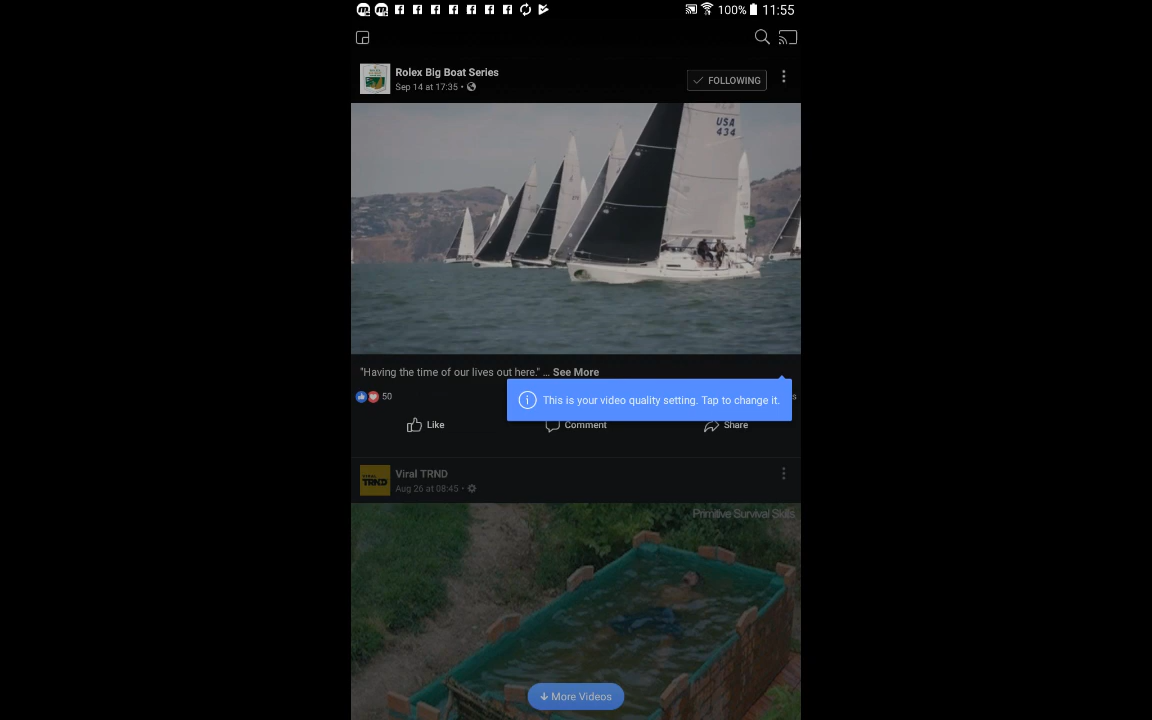 100% 11:55
Rolex Big Boat Series
Sep 14 at 17:35 •
FOLLOWING
USA
434
"Having the time of our lives out here." ... See More
50
s
This is your video quality setting. Tap to change it.
Like
Comment
Share
VIRAL
TRND
Viral TRND
Aug 26 at 08:45 •
Primitive Survival Skills
More Videos